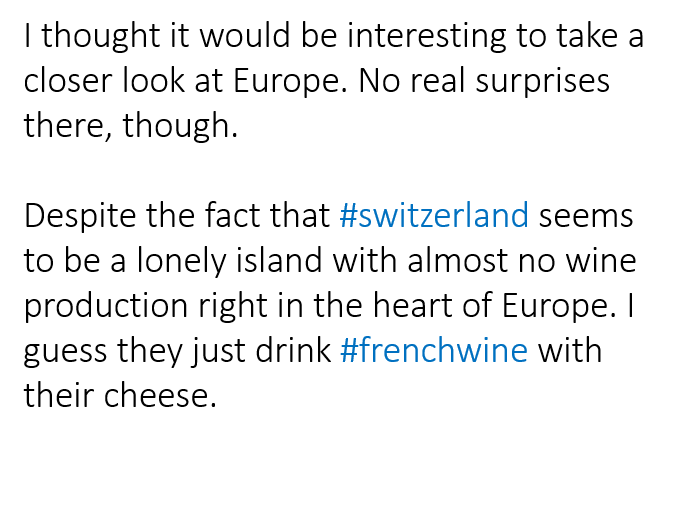 I thought it would be interesting to take a
closer look at Europe. No real surprises
there, though.
Despite the fact that #switzerland seems
to be a lonely island with almost no wine
production right in the heart of Europe. I
guess they just drink #frenchwine with
their cheese.